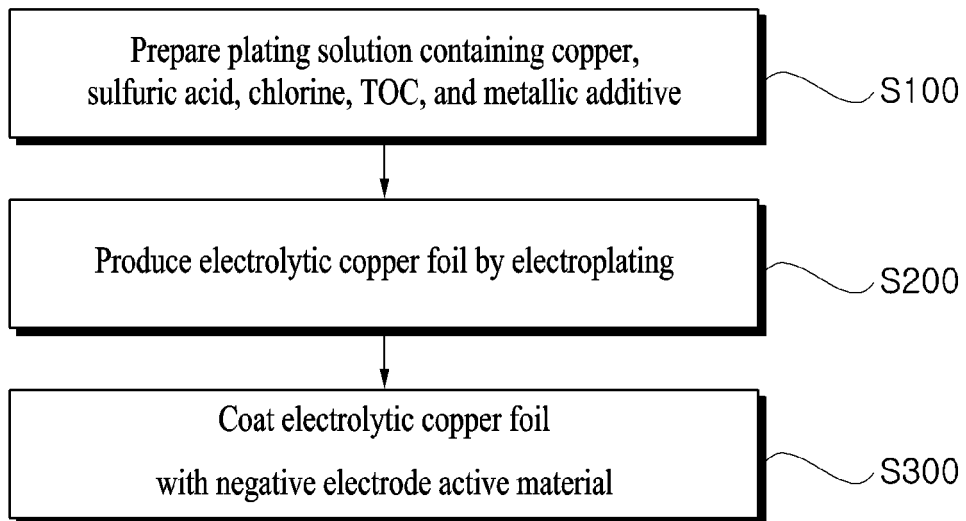 Prepare plating solution containing copper,
sulfuric acid, chlorine, TOC, and metallic additive
S100
Produce electrolytic copper foil by electroplating
S200
Coat electrolytic copper foil
with negative electrode active material
S300